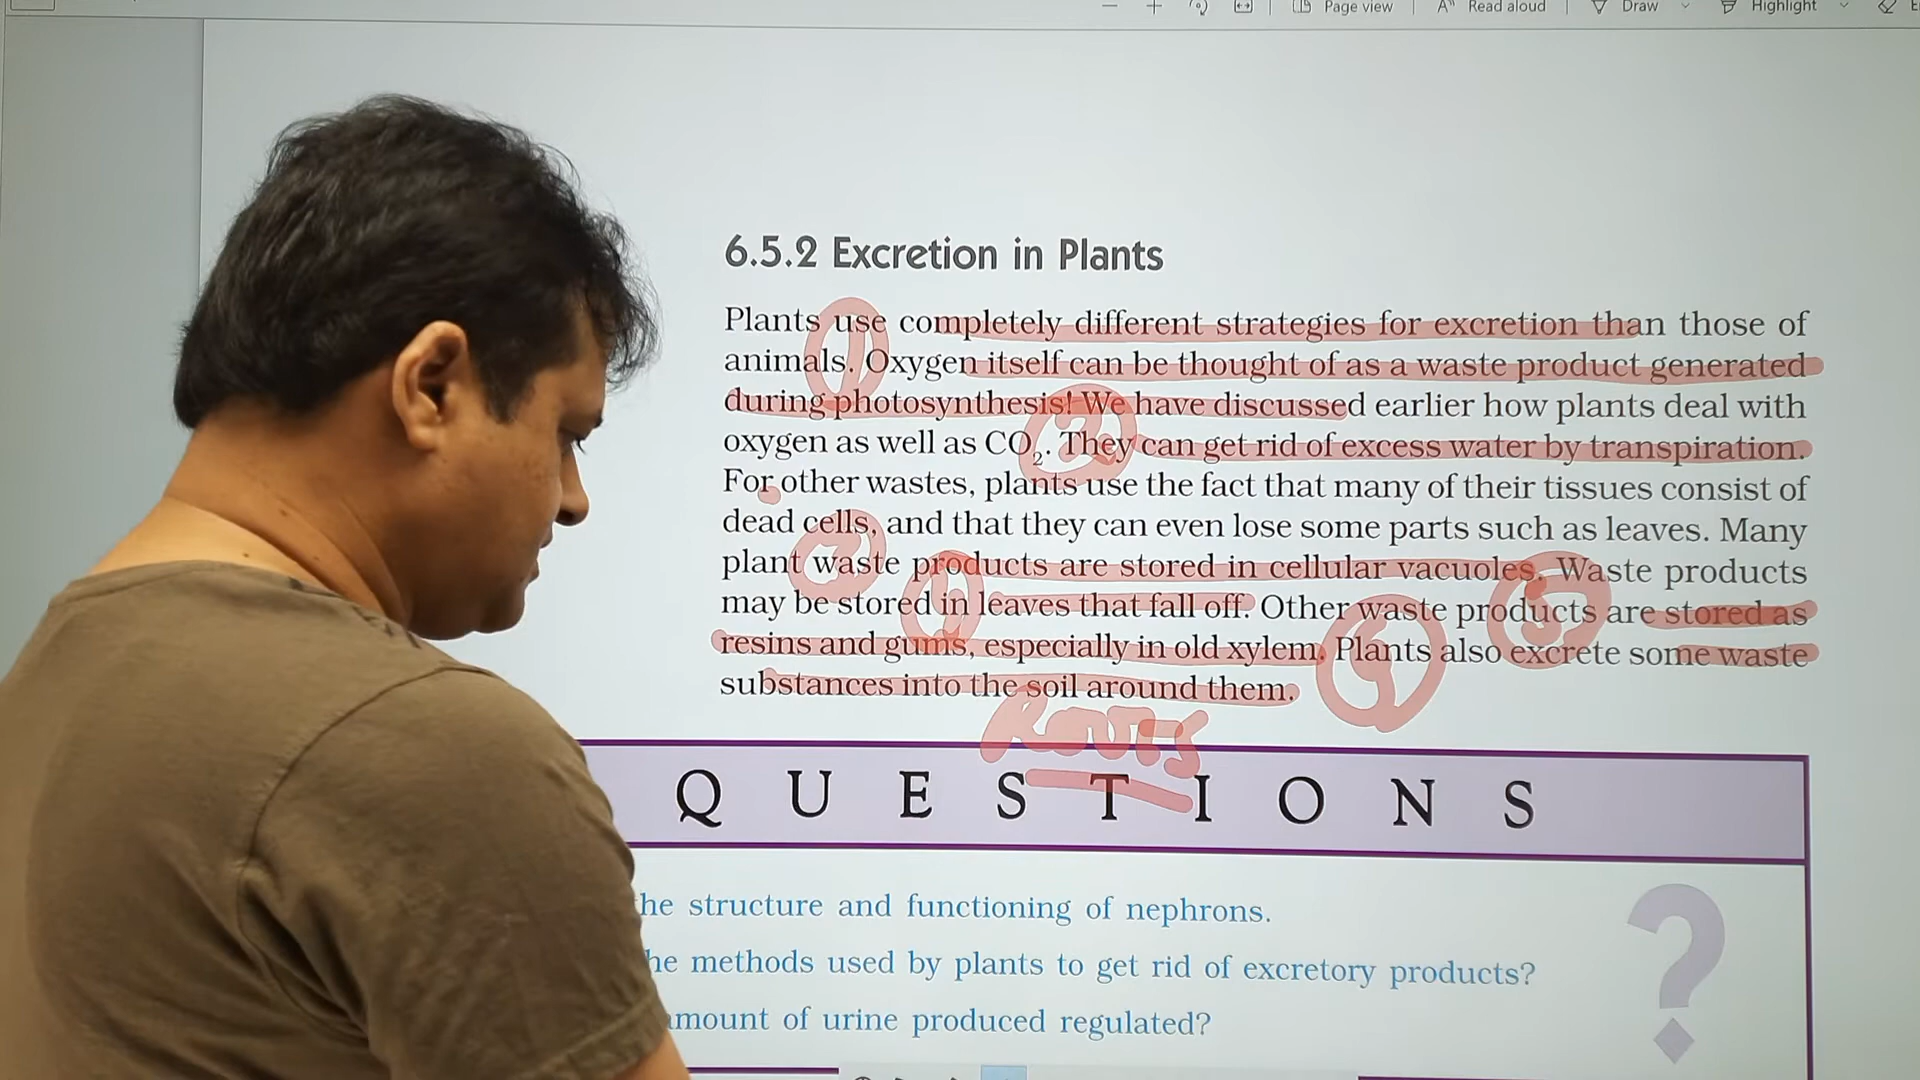 Page view
Read aloud
Draw
Highlight
6.5.2 Excretion in Plants
Plants use completely different strategies for excretion than those of
animals. Oxygen itself can be thought of as a waste product generated
during photosynthesis! We have discussed earlier how plants deal with
oxygen as well as CO₂. They can get rid of excess water by transpiration.
For other wastes, plants use the fact that many of their tissues consist of
dead cells, and that they can even lose some parts such as leaves. Many
plant waste products are stored in cellular vacuoles. Waste products
may be stored in leaves that fall off. Other waste products are stored as
resins and gums, especially in old xylem. Plants also excrete some waste
substances into the soil around them.
1
2
3
Roots
QUESTIONS
he structure and functioning of nephrons.
he methods used by plants to get rid of excretory products?
mount of urine produced regulated?
?